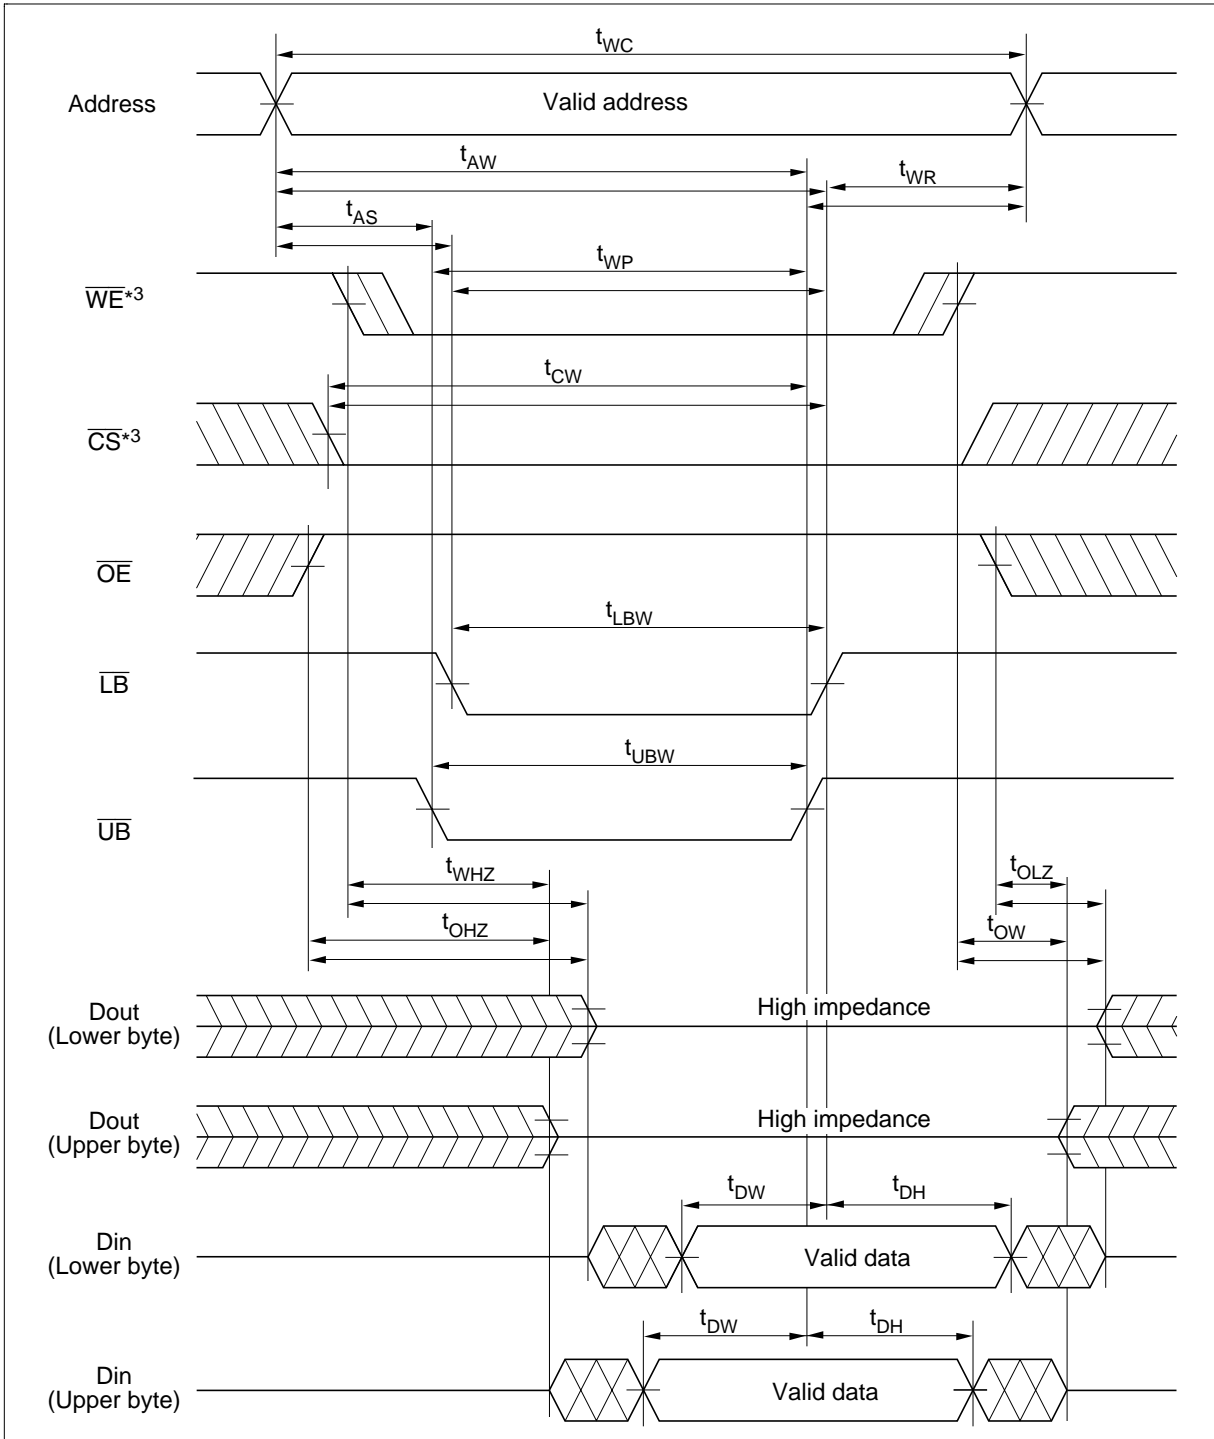 tWC
Address
Valid address
tAW
tWR
tAS
tWP
WE*3
tCW
CS*3
OE
tLBW
LB
tUBW
UB
tWHZ
tOLZ
tOHZ
tOW
Dout
(Lower byte)
High impedance
Dout
(Upper byte)
High impedance
tDW
tDH
Din
(Lower byte)
Valid data
tDW
tDH
Din
(Upper byte)
Valid data